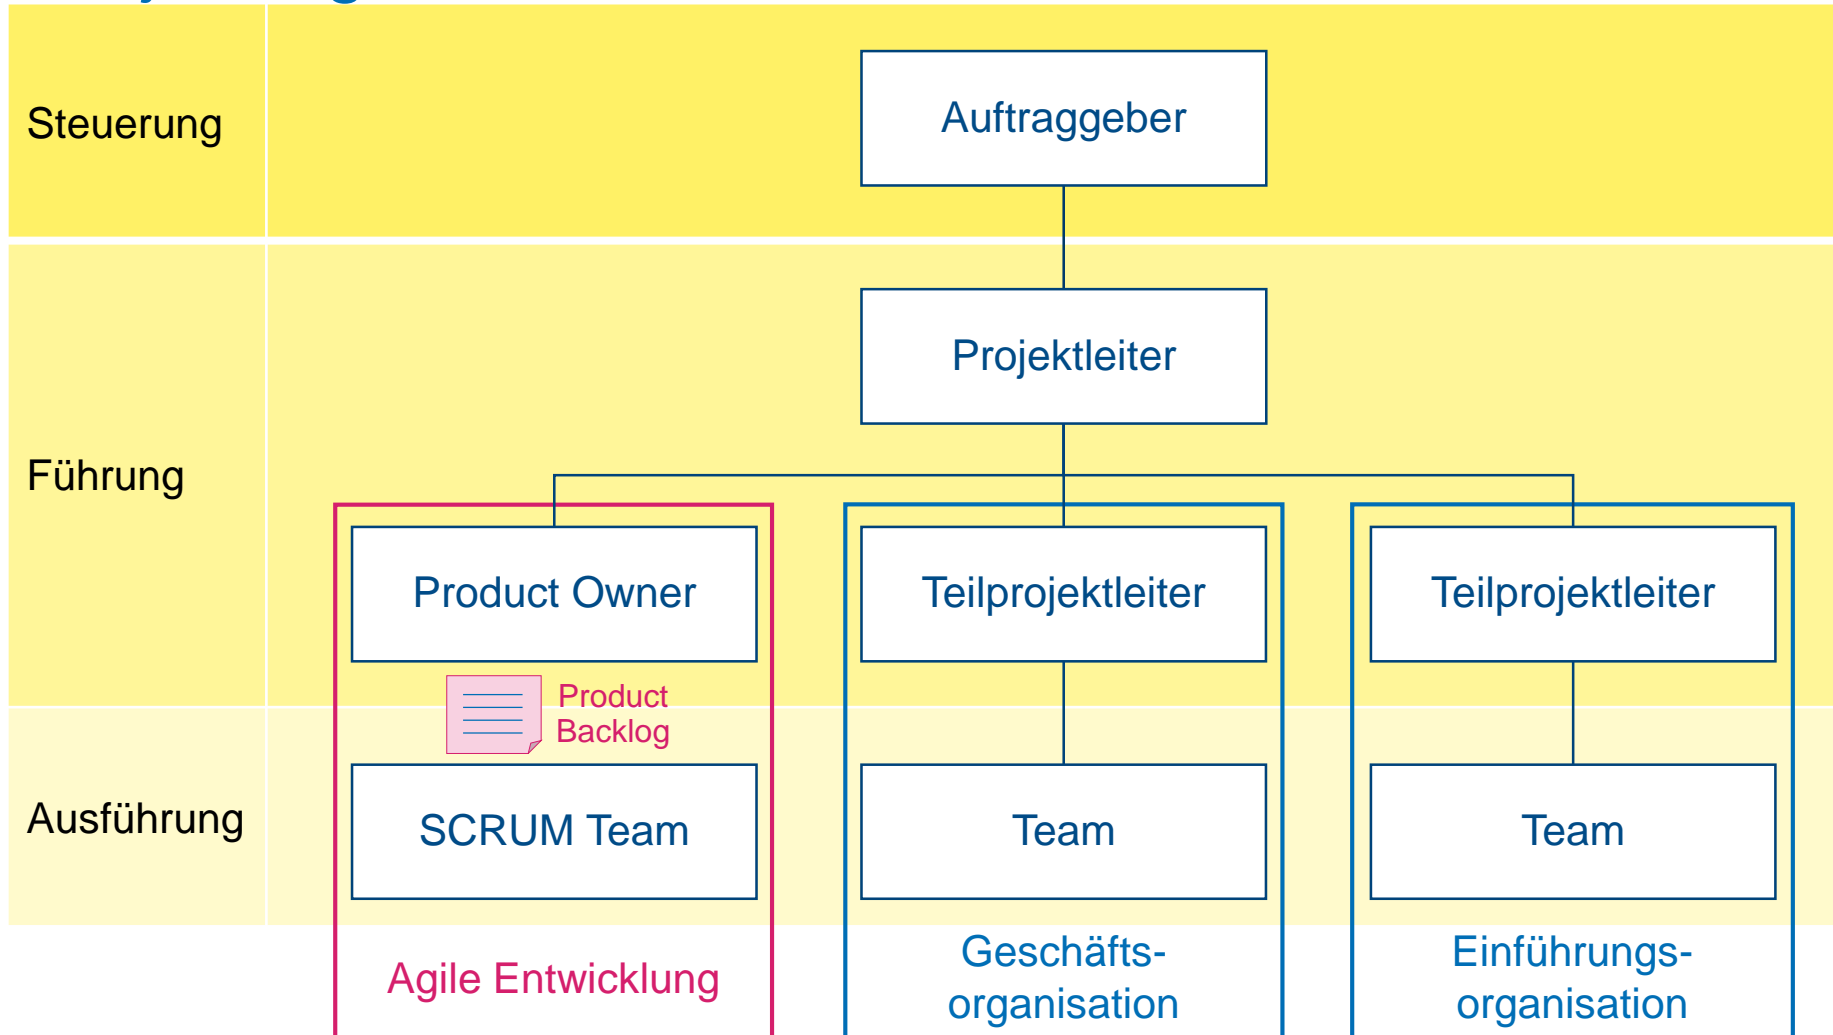 Steuerung
Auftraggeber
Projektleiter
Führung
Product Owner
Teilprojektleiter
Teilprojektleiter
Product
Backlog
Ausführung
SCRUM Team
Team
Team
Agile Entwicklung
Geschäfts-
organisation
Einführungs-
organisation